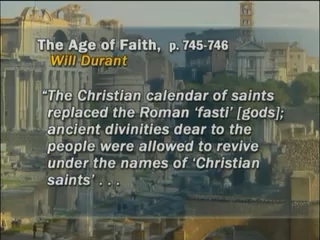 The Age of Faith, p. 745-746
Will Durant
"The Christian calendar of saints
replaced the Roman 'fasti' [gods];
ancient divinities dear to the
people were allowed to revive
under the names of 'Christian
saints' . . .